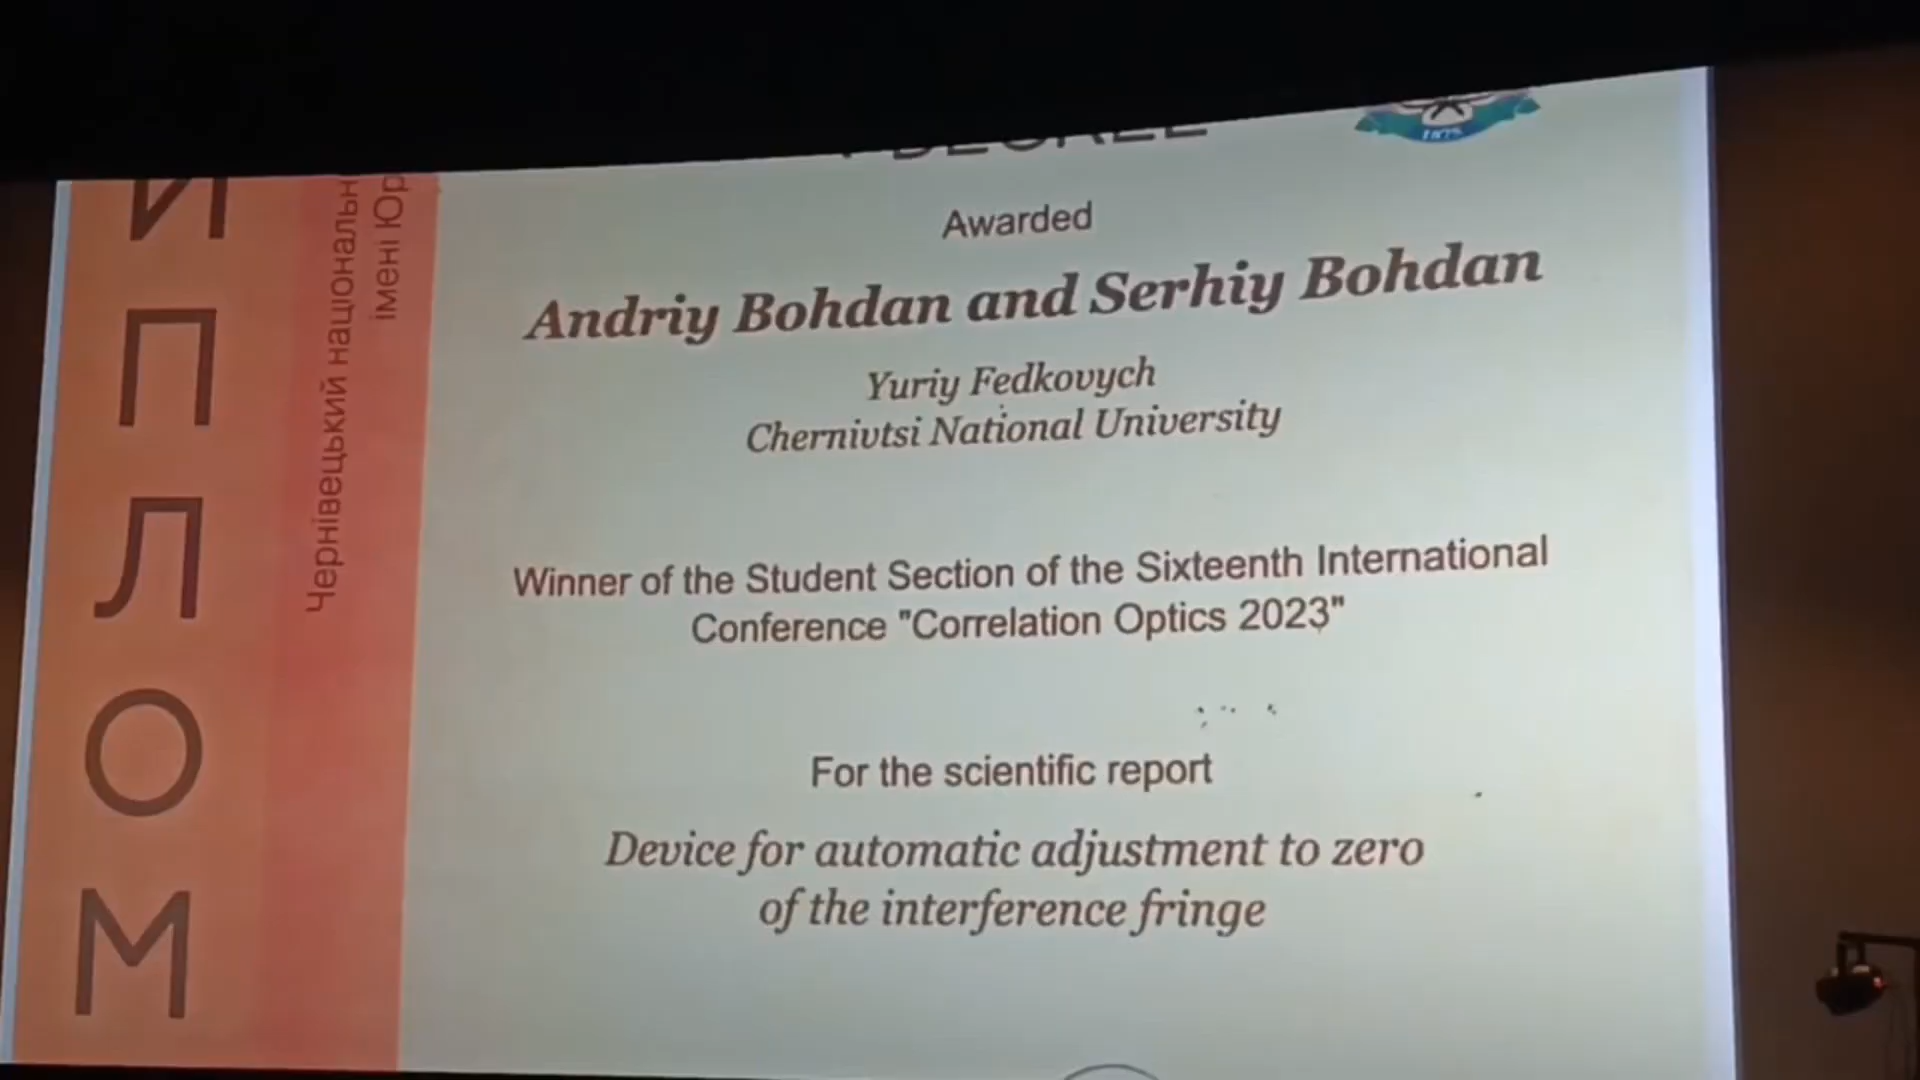 DEGREE
1875
Awarded
Andriy Bohdan and Serhiy Bohdan
Yuriy Fedkovych
Chernivtsi National University
Winner of the Student Section of the Sixteenth International
Conference "Correlation Optics 2023"
For the scientific report
Device for automatic adjustment to zero
of the interference fringe
ИПЛОМ
Чернівецький національн
імені Юр